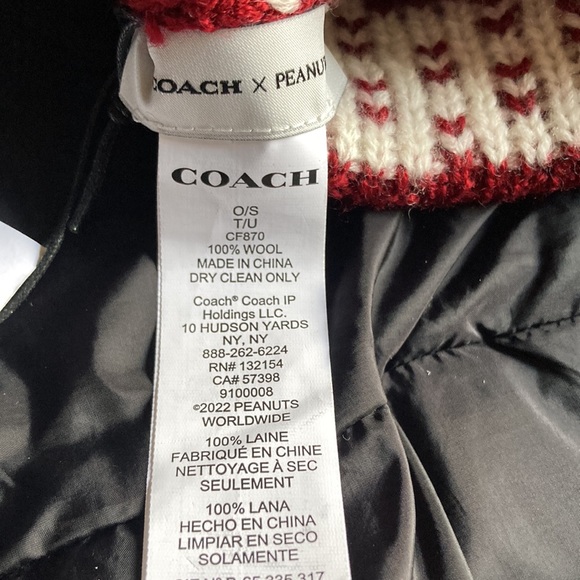 COACH × PEANU
COACH
O/S
T/U
CF870
100% WOOL
MADE IN CHINA
DRY CLEAN ONLY
Coach® Coach IP
Holdings LLC.
10 HUDSON YARDS
NY, NY
888-262-6224
RN# 132154
CA# 57398
9100008
©2022 PEANUTS
WORLDWIDE
100% LAINE
FABRIQUÉ EN CHINE
NETTOYAGE À SEC
SEULEMENT
100% LANA
HECHO EN CHINA
LIMPIAR EN SECO
SOLAMENTE